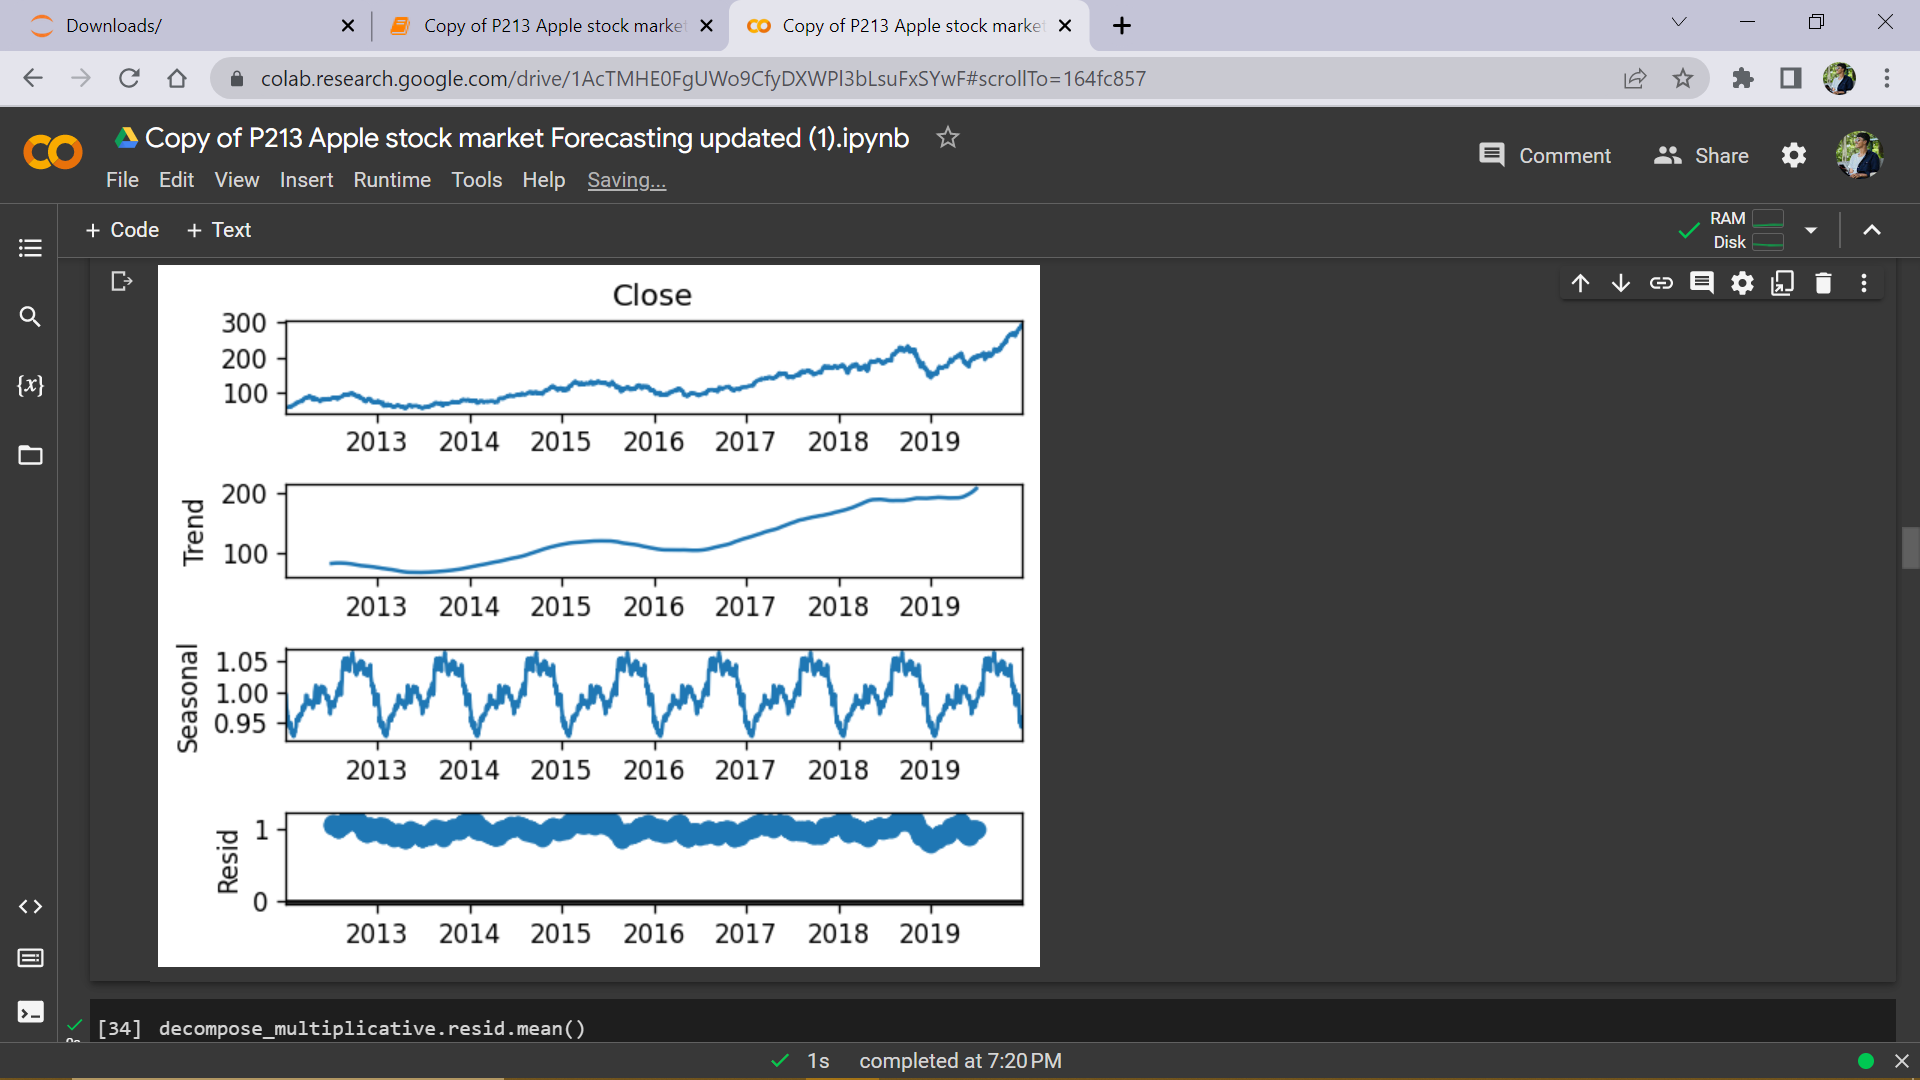 Downloads/
Copy of P213 Apple stock market
Copy of P213 Apple stock market
colab.research.google.com/drive/1AcTMHE0FgUWo9CfyDXWPl3bLsuFxSYwF#scrollTo=164fc857
Copy of P213 Apple stock market Forecasting updated (1).ipynb
File Edit View Insert Runtime Tools Help Saving...
Comment Share
+ Code + Text
RAM
Disk
{x}
Close
300
200
100
2013 2014 2015 2016 2017 2018 2019
Trend
200
100
2013 2014 2015 2016 2017 2018 2019
Seasonal
1.05
1.00
0.95
2013 2014 2015 2016 2017 2018 2019
Resid
1
0
2013 2014 2015 2016 2017 2018 2019
[34] decompose_multiplicative.resid.mean()
1s completed at 7:20 PM